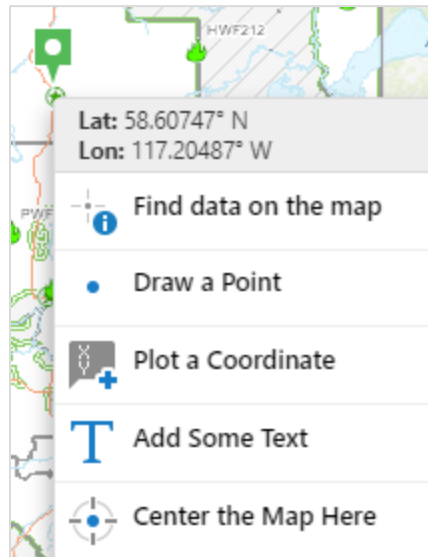 HWF212
Lat: 58.60747° N
Lon: 117.20487° W
Find data on the map
PWF
Draw a Point
Plot a Coordinate
Add Some Text
Center the Map Here